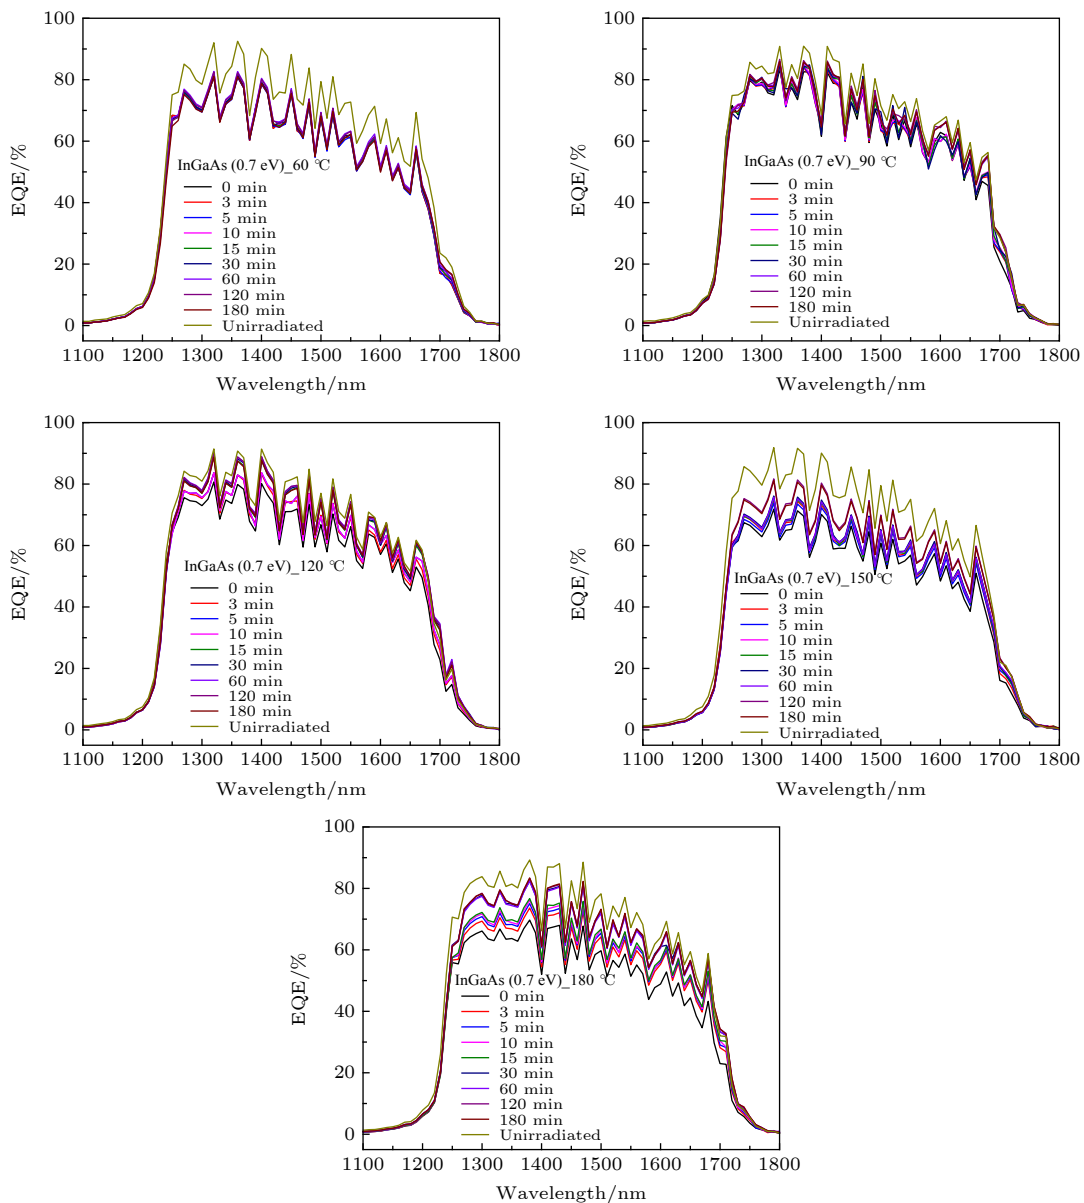 100
80
60
40
20
0
EQE/%
InGaAs (0.7 eV)_60 ℃
0 min
3 min
5 min
10 min
15 min
30 min
60 min
120 min
180 min
Unirradiated
1100 1200 1300 1400 1500 1600 1700 1800
Wavelength/nm
100
80
60
40
20
0
EQE/%
InGaAs (0.7 eV)_90 ℃
0 min
3 min
5 min
10 min
15 min
30 min
60 min
120 min
180 min
Unirradiated
1100 1200 1300 1400 1500 1600 1700 1800
Wavelength/nm
100
80
60
40
20
0
EQE/%
InGaAs (0.7 eV)_120 ℃
0 min
3 min
5 min
10 min
15 min
30 min
60 min
120 min
180 min
Unirradiated
1100 1200 1300 1400 1500 1600 1700 1800
Wavelength/nm
100
80
60
40
20
0
EQE/%
InGaAs (0.7 eV)_150 ℃
0 min
3 min
5 min
10 min
15 min
30 min
60 min
120 min
180 min
Unirradiated
1100 1200 1300 1400 1500 1600 1700 1800
Wavelength/nm
100
80
60
40
20
0
EQE/%
InGaAs (0.7 eV)_180 ℃
0 min
3 min
5 min
10 min
15 min
30 min
60 min
120 min
180 min
Unirradiated
1100 1200 1300 1400 1500 1600 1700 1800
Wavelength/nm